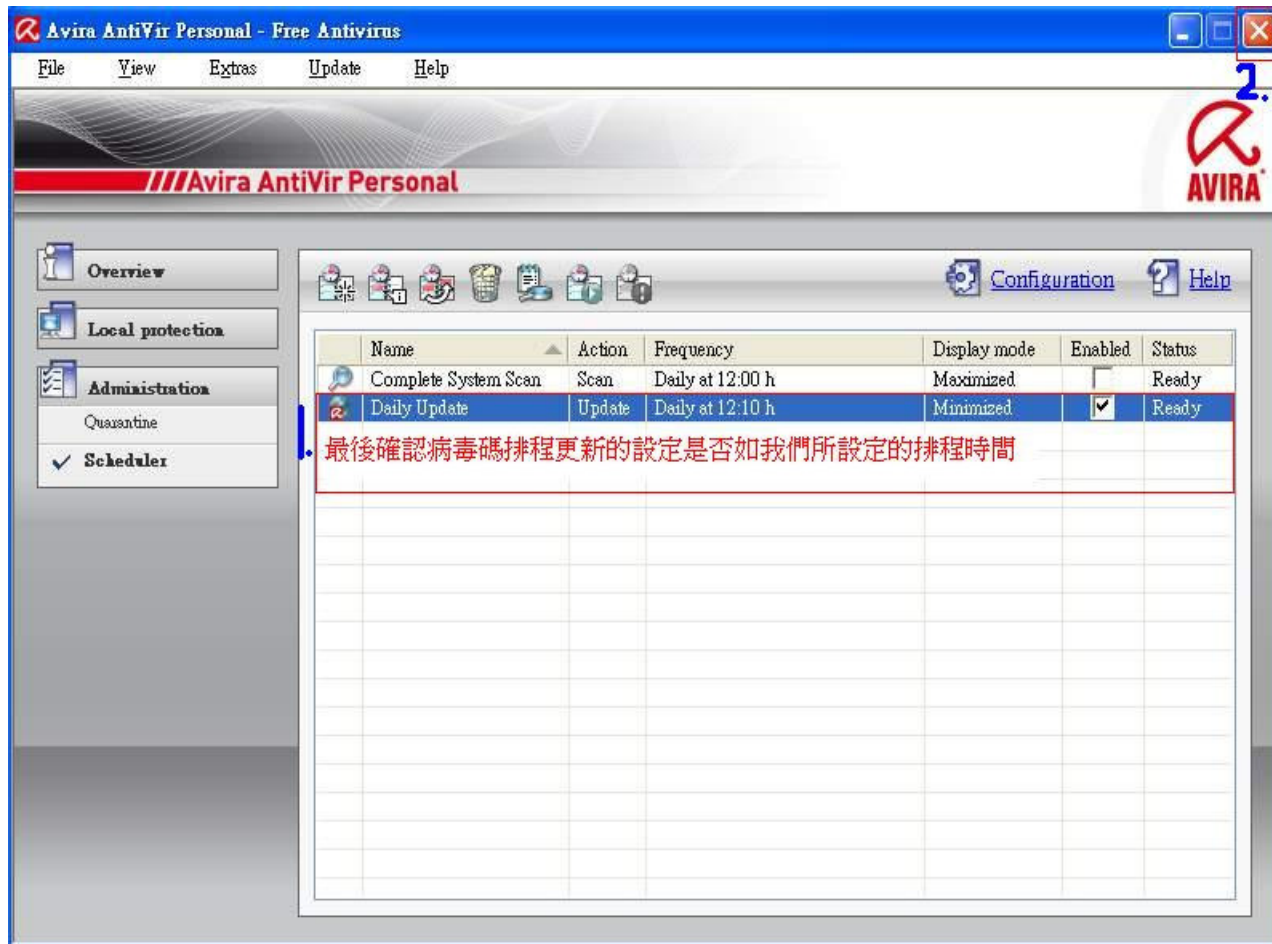 Avira AntiVir Personal - Free Antivirus
File View Extras Update Help
2.
Avira AntiVir Personal
AVIRA
Overview
Local protection
Administration
Quarantine
Scheduler
Configuration Help
Name Action Frequency Display mode Enabled Status
Complete System Scan Scan Daily at 12:00 h Maximized Ready
Daily Update Update Daily at 12:10 h Minimized Ready
1. 最後確認病毒碼排程更新的設定是否如我們所設定的排程時間